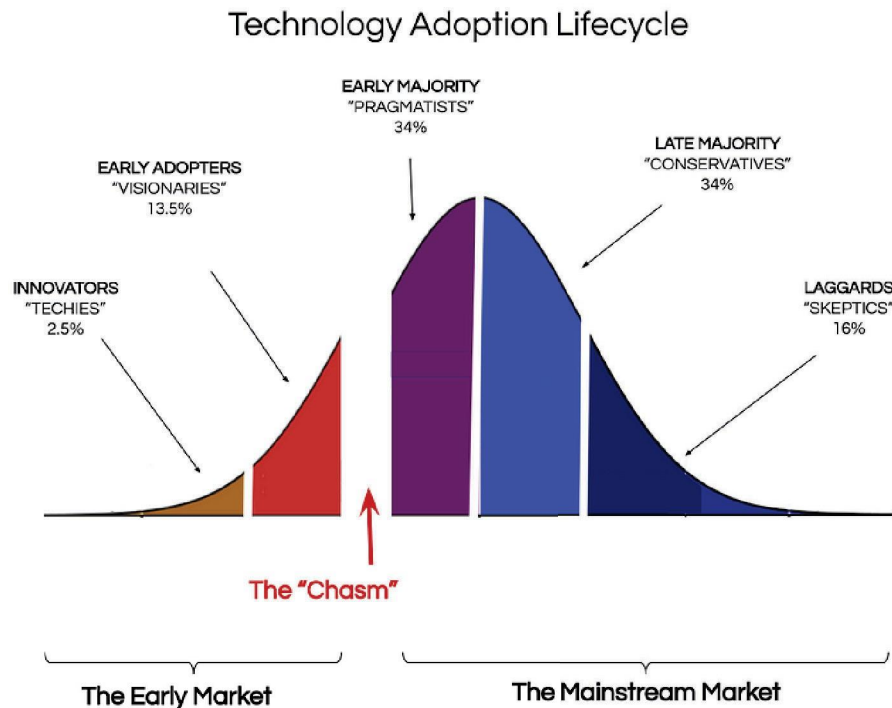 Technology Adoption Lifecycle
EARLY MAJORITY
"PRAGMATISTS"
34%
LATE MAJORITY
"CONSERVATIVES"
34%
EARLY ADOPTERS
"VISIONARIES"
13.5%
INNOVATORS
"TECHIES"
2.5%
LAGGARDS
"SKEPTICS"
16%
The "Chasm"
The Early Market
The Mainstream Market